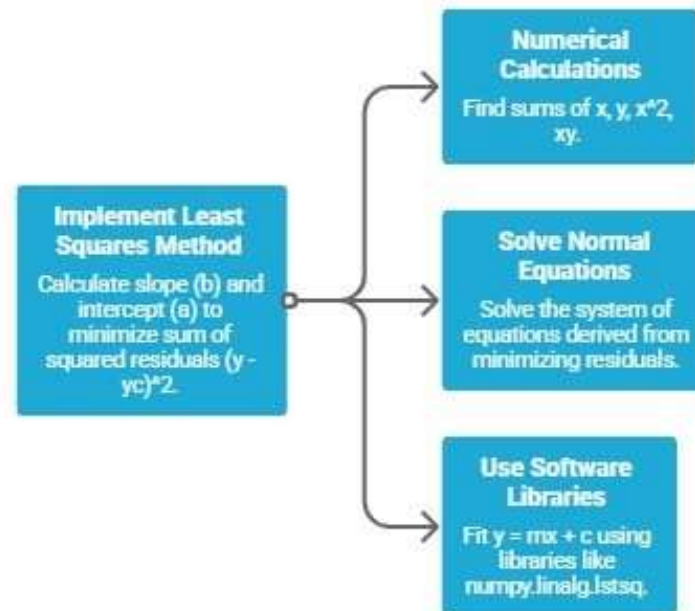 Numerical
Calculations
Find sums of x, y, x^2,
xy.
Implement Least
Squares Method
Calculate slope (b) and
intercept (a) to
minimize sum of
squared residuals (y -
yc)^2.
Solve Normal
Equations
Solve the system of
equations derived from
minimizing residuals.
Use Software
Libraries
Fit y = mx + c using
libraries like
numpy.linalg.lstsq.